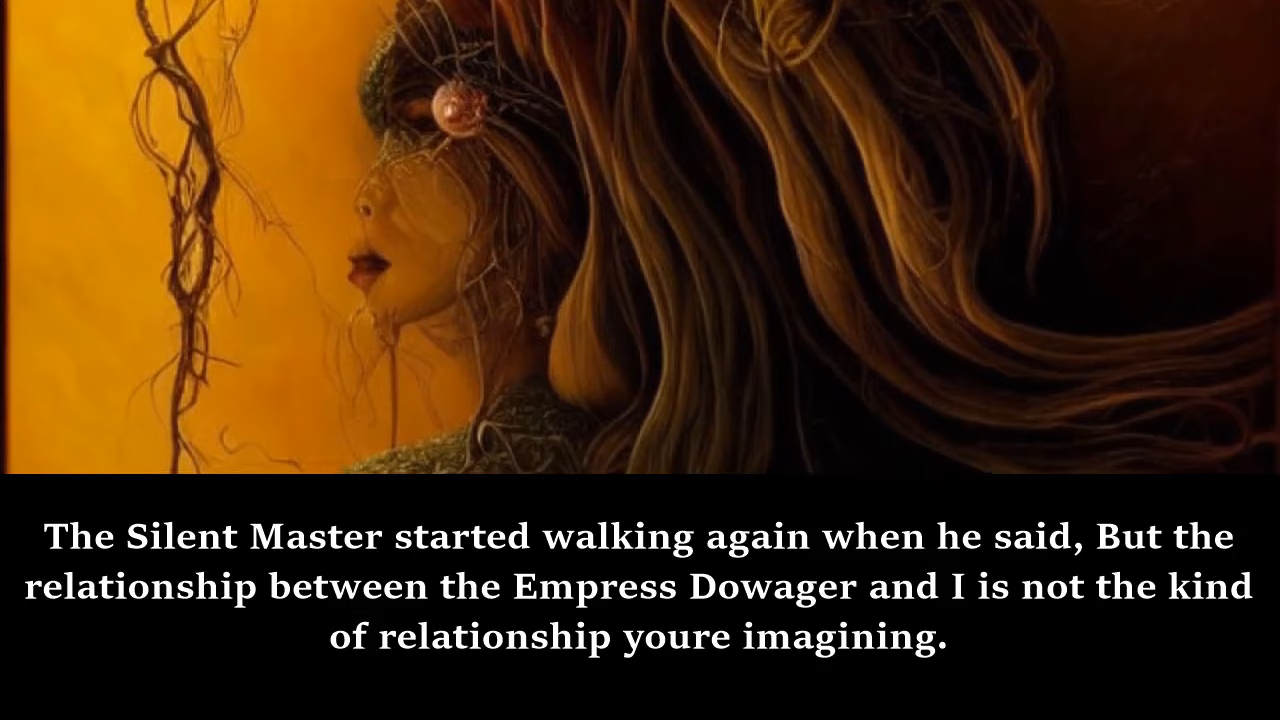 The Silent Master started walking again when he said, But the
relationship between the Empress Dowager and I is not the kind
of relationship youre imagining.